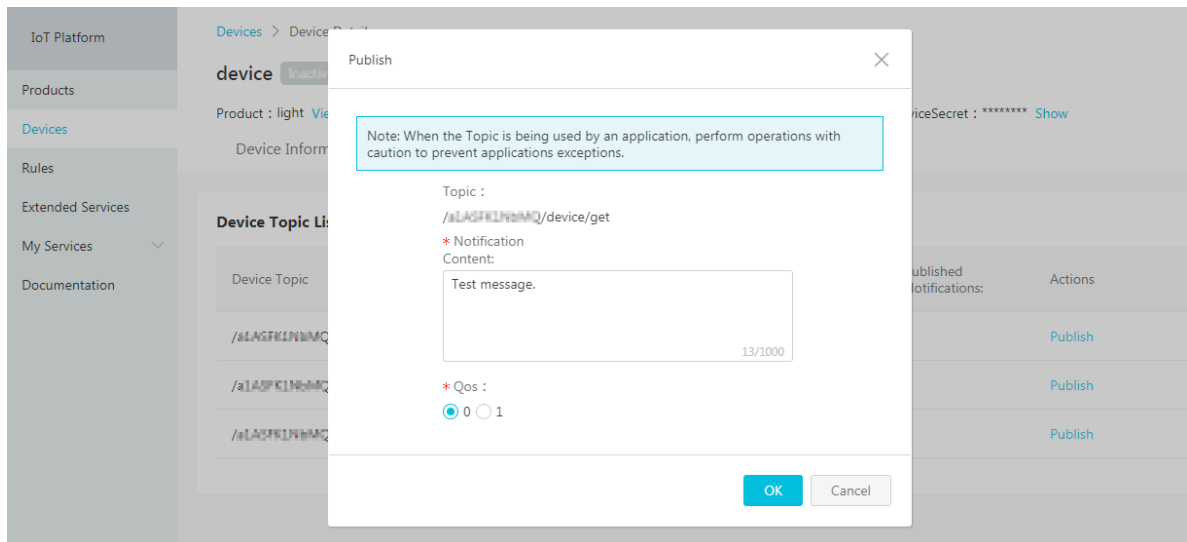 IoT Platform
Products
Devices
Rules
Extended Services
My Services
Documentation
Devices > Device
device
Product : light
viceSecret : ******** Show
Device Inform
Device Topic Li
Device Topic
ublished
Notifications:
Actions
Publish
Publish
Publish
Publish
Note: When the Topic is being used by an application, perform operations with
caution to prevent applications exceptions.
Topic :
/device/get
* Notification
Content:
Test message.
13/1000
* Qos :
0 1
OK Cancel